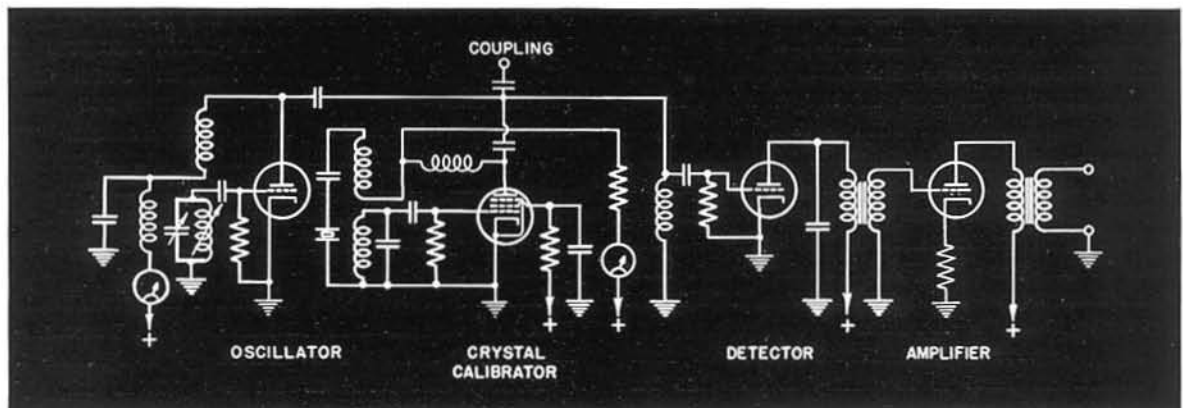 COUPLING
+
+
+
+
OSCILLATOR
CRYSTAL
CALIBRATOR
DETECTOR
AMPLIFIER